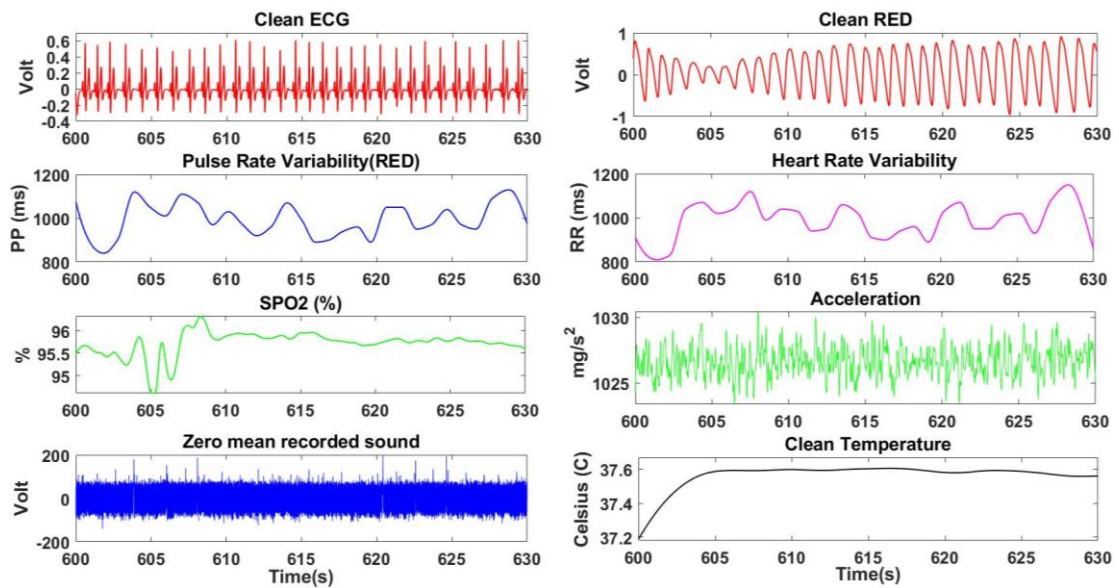 Clean ECG
Volt
0.6
0.4
0.2
0
-0.2
-0.4
600 605 610 615 620 625 630
Clean RED
Volt
1
0
-1
600 605 610 615 620 625 630
Pulse Rate Variability(RED)
PP (ms)
1200
1000
800
600 605 610 615 620 625 630
Heart Rate Variability
RR (ms)
1200
1000
800
600 605 610 615 620 625 630
SPO2 (%)
%
96
95.5
95
600 605 610 615 620 625 630
Acceleration
mg/s²
1030
1025
600 605 610 615 620 625 630
Zero mean recorded sound
Volt
200
0
-200
600 605 610 615 620 625 630
Time(s)
Clean Temperature
Celsius (C)
37.6
37.4
37.2
600 605 610 615 620 625 630
Time(s)